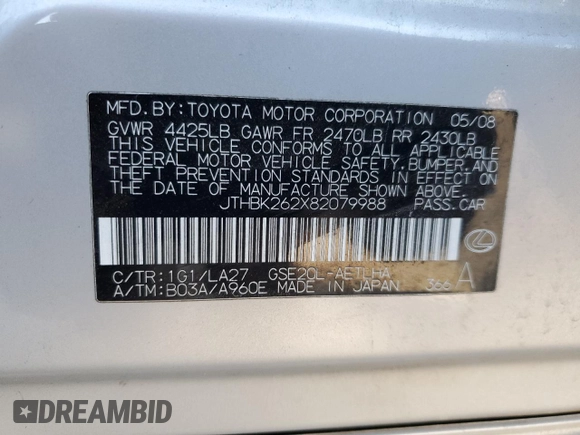 MFD. BY: TOYOTA MOTOR CORPORATION 05/08
GVWR 4425LB GAWR FR 2470LB RR 2430LB
THIS VEHICLE CONFORMS TO ALL APPLICABLE
FEDERAL MOTOR VEHICLE SAFETY, BUMPER, AND
THEFT PREVENTION STANDARDS IN EFFECT ON
THE DATE OF MANUFACTURE SHOWN ABOVE.
JTHBK262X82079988 PASS. CAR
C/TR: 1G1/LA27 GSE20L-AETLHA
A/TM: B03A/A960E MADE IN JAPAN 366 A
DREAMBID